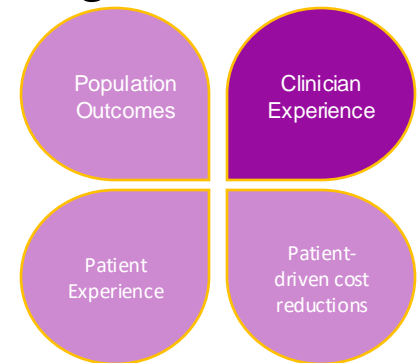 Population
Outcomes
Clinician
Experience
Patient
Experience
Patient-
driven cost
reductions